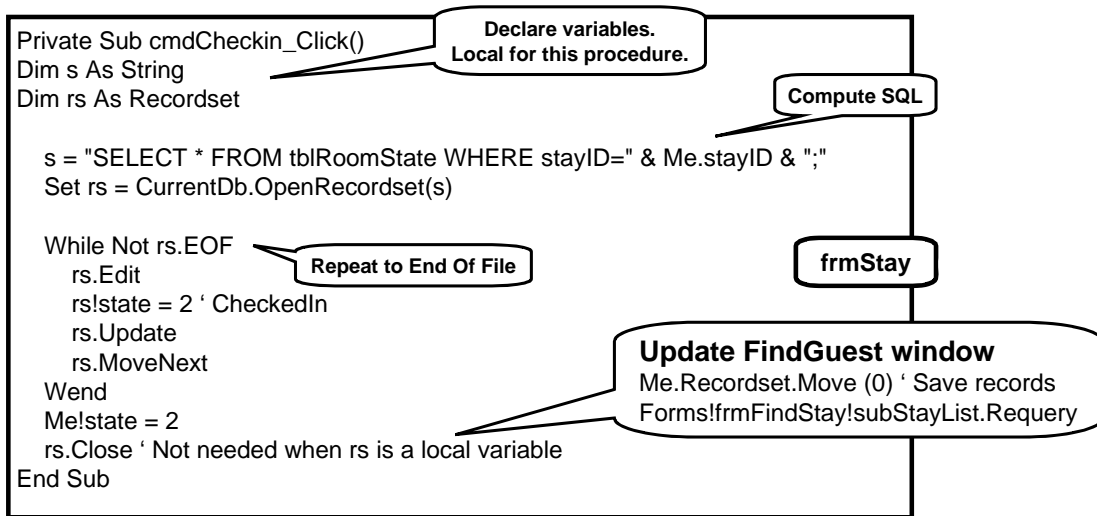 Private Sub cmdCheckin_Click()
Dim s As String
Dim rs As Recordset
Declare variables.
Local for this procedure.
Compute SQL
s = "SELECT * FROM tblRoomState WHERE stayID=" & Me.stayID & ";"
Set rs = CurrentDb.OpenRecordset(s)
While Not rs.EOF
Repeat to End Of File
rs.Edit
rs!state = 2 ‘ CheckedIn
rs.Update
rs.MoveNext
Wend
Me!state = 2
rs.Close ‘ Not needed when rs is a local variable
End Sub
frmStay
Update FindGuest window
Me.Recordset.Move (0) ‘ Save records
Forms!frmFindStay!subStayList.Requery